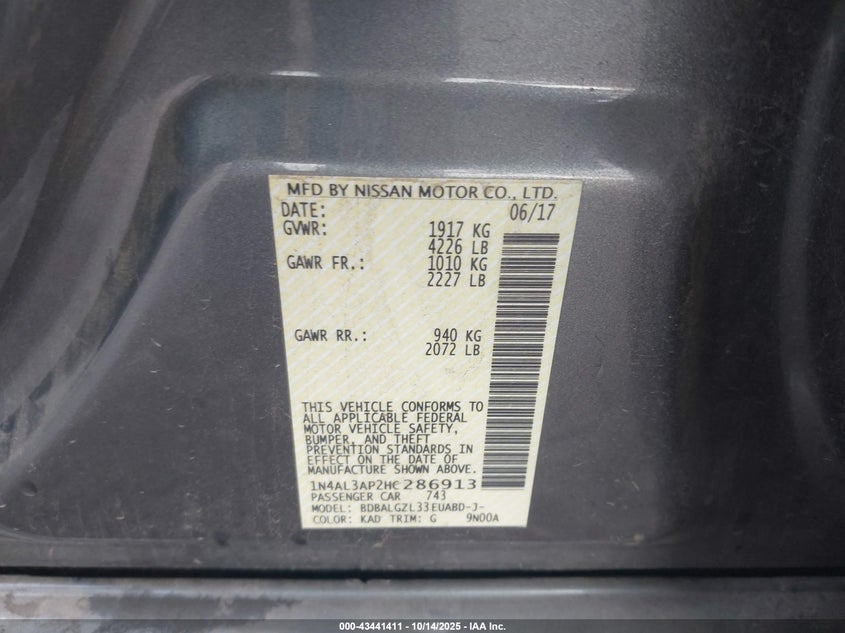 MFD BY NISSAN MOTOR CO., LTD.
DATE: 06/17
GVWR: 1917 KG
4226 LB
GAWR FR.: 1010 KG
2227 LB
GAWR RR.: 940 KG
2072 LB
THIS VEHICLE CONFORMS TO
ALL APPLICABLE FEDERAL
MOTOR VEHICLE SAFETY,
BUMPER, AND THEFT
PREVENTION STANDARDS IN
EFFECT ON THE DATE OF
MANUFACTURE SHOWN ABOVE.
1N4AL3AP2HC286913
PASSENGER CAR 743
MODEL: BDBALGZL33EUABD-J-
COLOR: KAD TRIM: G 9N00A
000-43441411 - 10/14/2025 - IAA Inc.